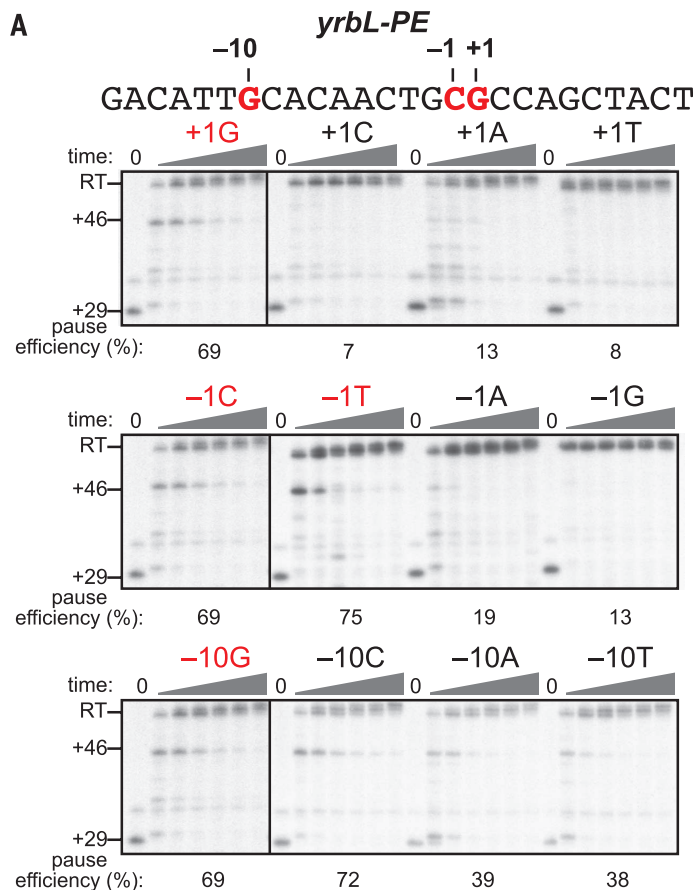 A
yrbL-PE
–10 –1 +1
GACATTGCACAACTGCGCCAGCTACT
+1G +1C +1A +1T
time: 0 0 0 0
RT
+46
+29
pause
efficiency (%): 69 7 13 8
–1C –1T –1A –1G
time: 0 0 0 0
RT
+46
+29
pause
efficiency (%): 69 75 19 13
–10G –10C –10A –10T
time: 0 0 0 0
RT
+46
+29
pause
efficiency (%): 69 72 39 38